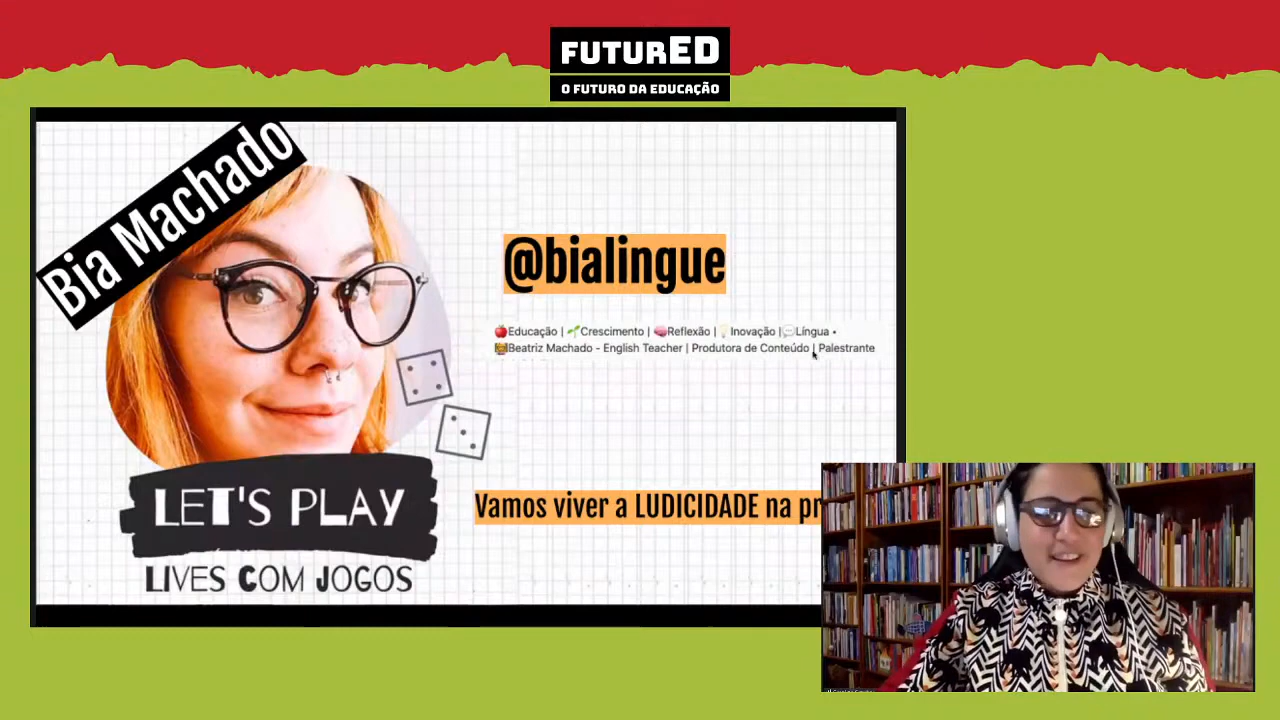 FUTURED
O FUTURO DA EDUCAÇÃO
Bia Machado
@bialingue
Educação | Crescimento | Reflexão | Inovação | Língua •
Beatriz Machado - English Teacher | Produtora de Conteúdo | Palestrante
LET'S PLAY
LIVES COM JOGOS
Vamos viver a LUDICIDADE na pr